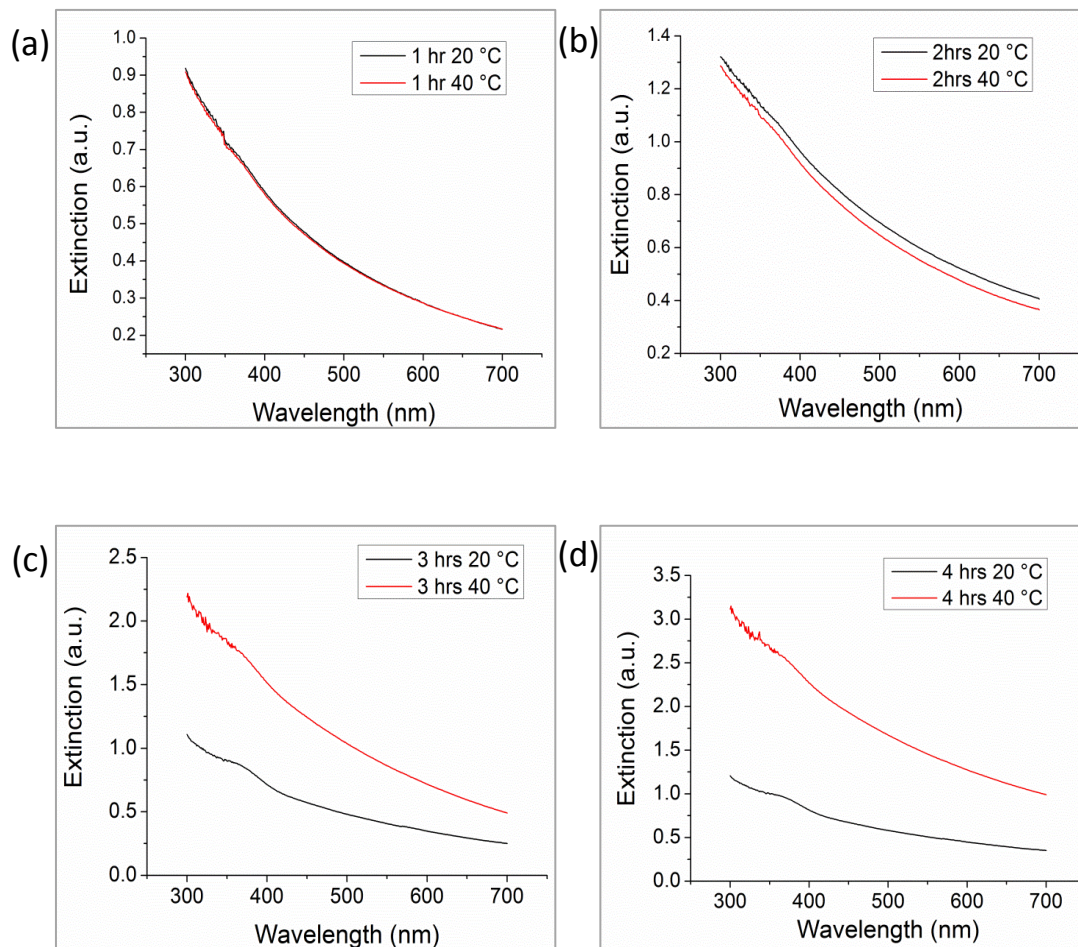 (a)
1.0
0.9
0.8
0.7
0.6
0.5
0.4
0.3
0.2
Extinction (a.u.)
1 hr 20 °C
1 hr 40 °C
300 400 500 600 700
Wavelength (nm)
(b)
1.4
1.2
1.0
0.8
0.6
0.4
0.2
Extinction (a.u.)
2hrs 20 °C
2hrs 40 °C
300 400 500 600 700
Wavelength (nm)
(c)
2.5
2.0
1.5
1.0
0.5
0.0
Extinction (a.u.)
3 hrs 20 °C
3 hrs 40 °C
300 400 500 600 700
Wavelength (nm)
(d)
3.5
3.0
2.5
2.0
1.5
1.0
0.5
0.0
Extinction (a.u.)
4 hrs 20 °C
4 hrs 40 °C
300 400 500 600 700
Wavelength (nm)